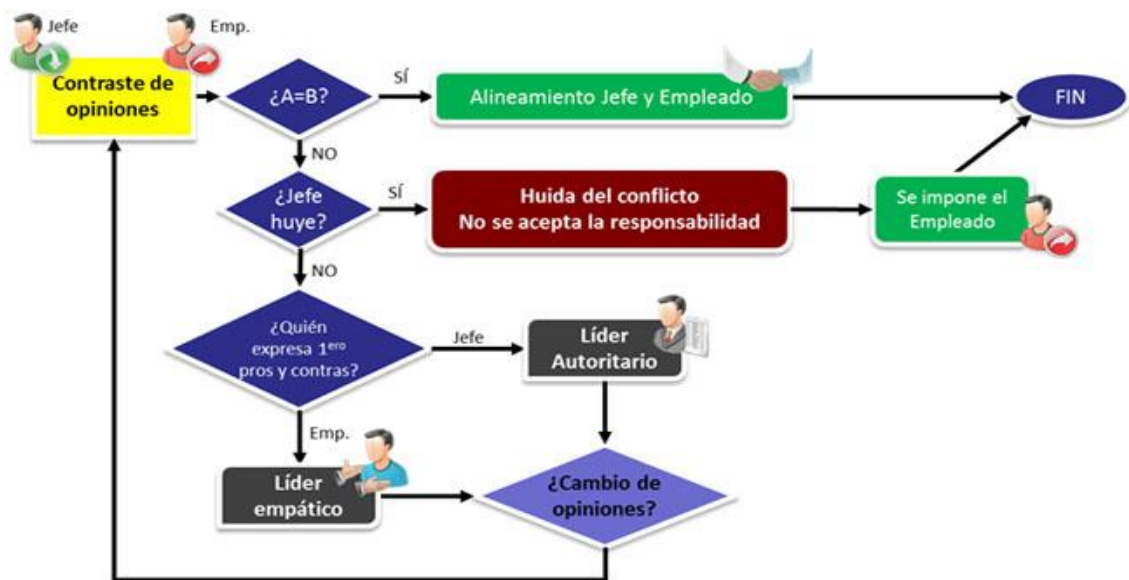 Jefe
Emp.
Contraste de
opiniones
¿A=B?
SÍ
Alineamiento Jefe y Empleado
FIN
NO
¿Jefe
huye?
SÍ
Huida del conflicto
No se acepta la responsabilidad
Se impone el
Empleado
NO
¿Quién
expresa 1ero
pros y contras?
Jefe
Líder
Autoritario
Emp.
Líder
empático
¿Cambio de
opiniones?